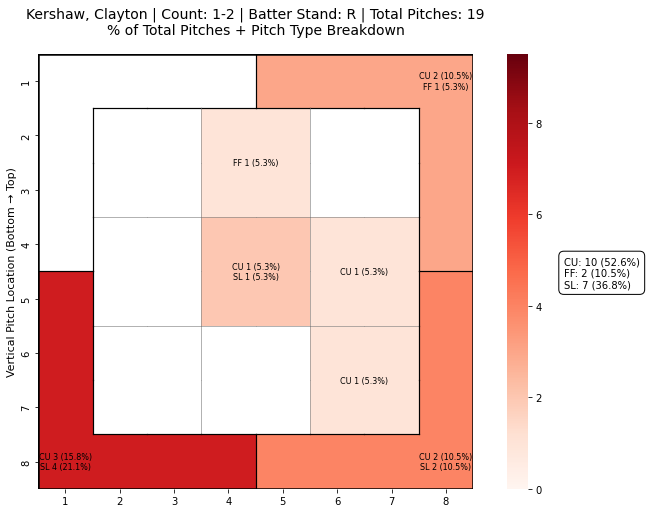 Kershaw, Clayton | Count: 1-2 | Batter Stand: R | Total Pitches: 19
% of Total Pitches + Pitch Type Breakdown
CU 2 (10.5%)
FF 1 (5.3%)
FF 1 (5.3%)
CU 1 (5.3%)
SL 1 (5.3%)
CU 1 (5.3%)
CU 1 (5.3%)
CU 3 (15.8%)
SL 4 (21.1%)
CU 2 (10.5%)
SL 2 (10.5%)
Vertical Pitch Location (Bottom → Top)
1
2
3
4
5
6
7
8
1 2 3 4 5 6 7 8
8
6
4
2
0
CU: 10 (52.6%)
FF: 2 (10.5%)
SL: 7 (36.8%)